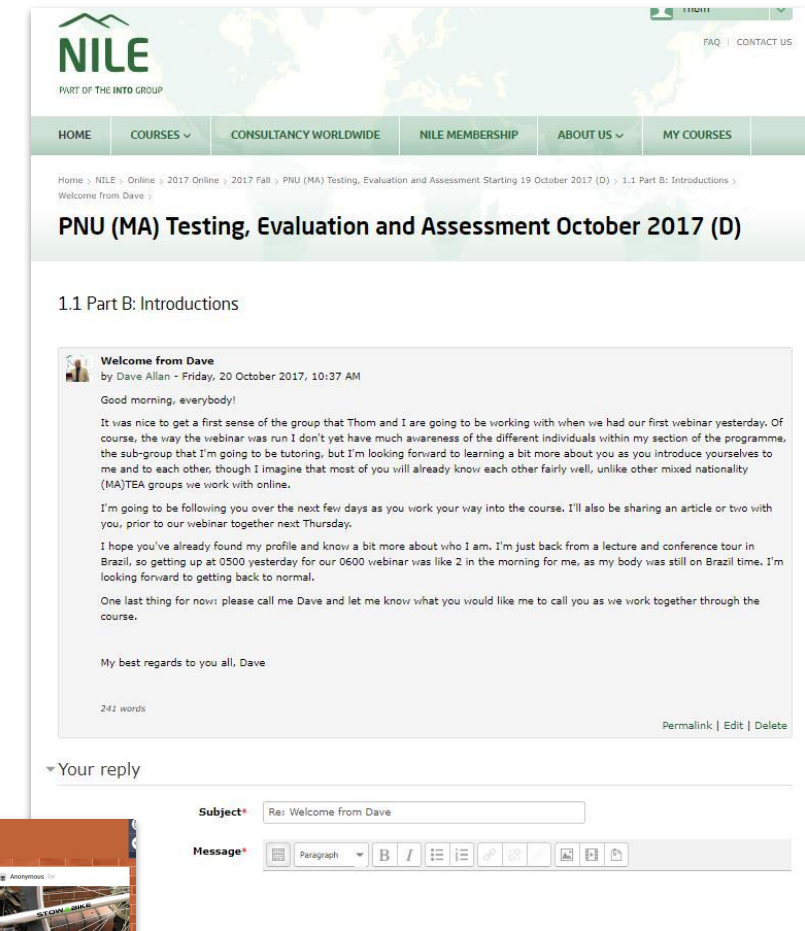 Thom
NILE
PART OF THE INTO GROUP
FAQ | CONTACT US
HOME COURSES CONSULTANCY WORLDWIDE NILE MEMBERSHIP ABOUT US MY COURSES
Home > NILE > Online > 2017 Online > 2017 Fall > PNU (MA) Testing, Evaluation and Assessment Starting 19 October 2017 (D) > 1.1 Part B: Introductions >
Welcome from Dave >
PNU (MA) Testing, Evaluation and Assessment October 2017 (D)
1.1 Part B: Introductions
Welcome from Dave
by Dave Allan - Friday, 20 October 2017, 10:37 AM
Good morning, everybody!
It was nice to get a first sense of the group that Thom and I are going to be working with when we had our first webinar yesterday. Of
course, the way the webinar was run I don't yet have much awareness of the different individuals within my section of the programme,
the sub-group that I'm going to be tutoring, but I'm looking forward to learning a bit more about you as you introduce yourselves to
me and to each other, though I imagine that most of you will already know each other fairly well, unlike other mixed nationality
(MA)TEA groups we work with online.
I'm going to be following you over the next few days as you work your way into the course. I'll also be sharing an article or two with
you, prior to our webinar together next Thursday.
I hope you've already found my profile and know a bit more about who I am. I'm just back from a lecture and conference tour in
Brazil, so getting up at 0500 yesterday for our 0600 webinar was like 2 in the morning for me, as my body was still on Brazil time. I'm
looking forward to getting back to normal.
One last thing for now: please call me Dave and let me know what you would like me to call you as we work together through the
course.
My best regards to you all, Dave
241 words
Permalink | Edit | Delete
Your reply
Subject* Re: Welcome from Dave
Message* Paragraph B I
Anonymous
STOW A BIKE